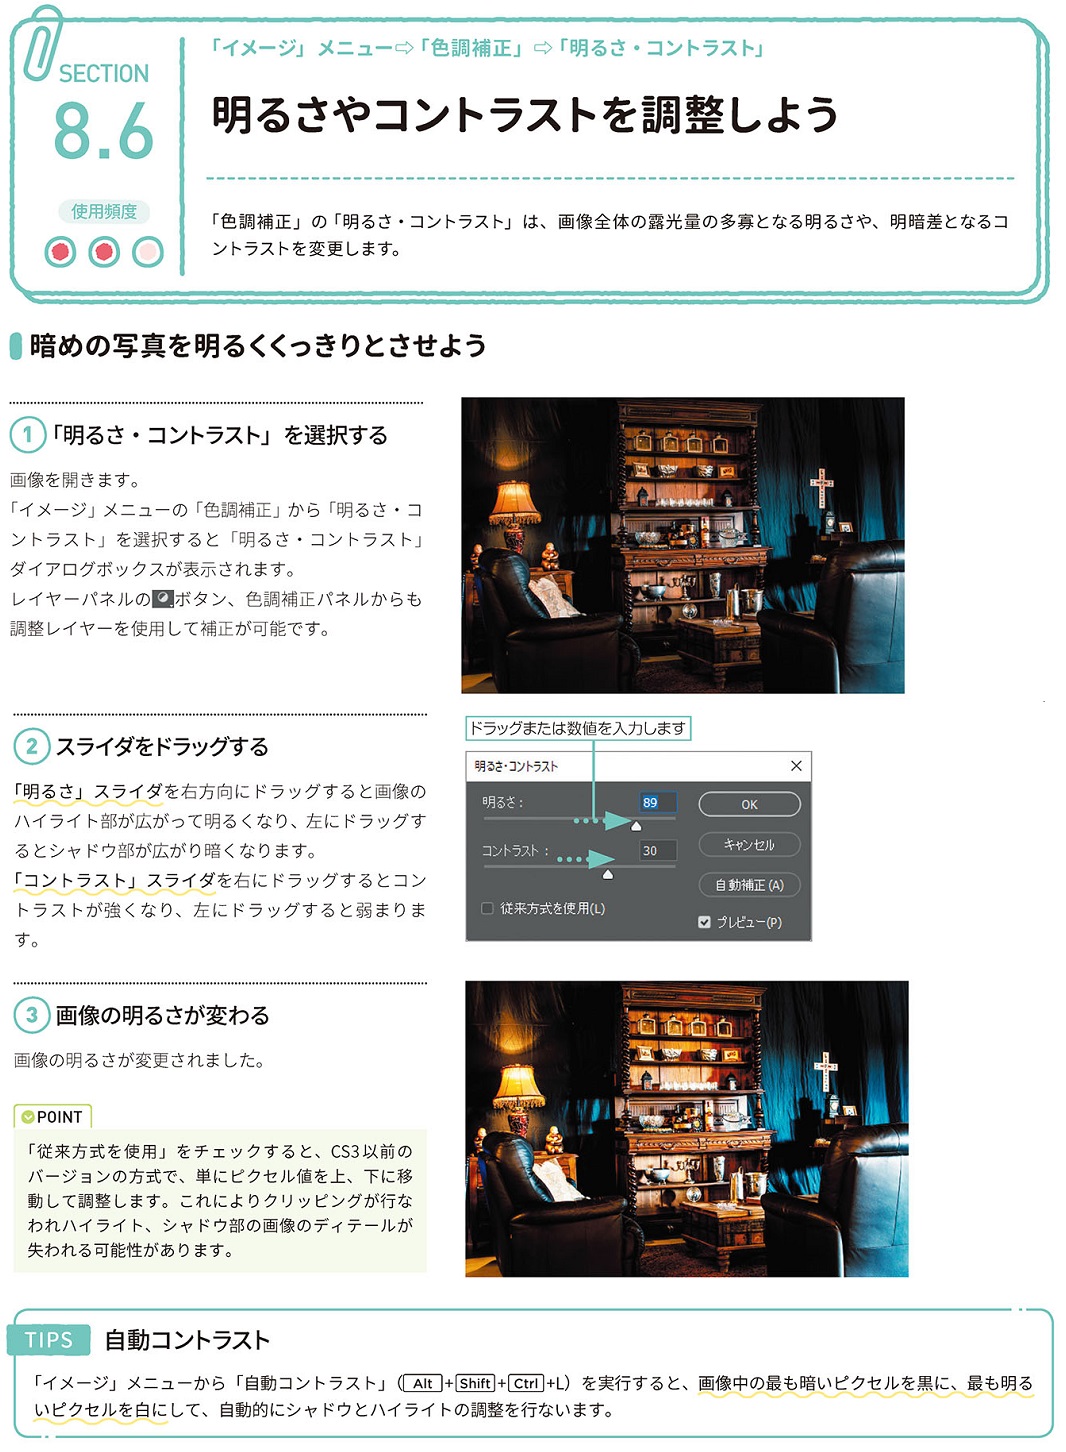 「イメージ」メニュー⇨「色調補正」⇨「明るさ・コントラスト」
SECTION
8.6
明るさやコントラストを調整しよう
使用頻度
「色調補正」の「明るさ・コントラスト」は、画像全体の露光量の多寡となる明るさや、明暗差となるコ
ントラストを変更します。
暗めの写真を明るくくっきりとさせよう
1 「明るさ・コントラスト」を選択する
画像を開きます。
「イメージ」メニューの「色調補正」から「明るさ・コ
ントラスト」を選択すると「明るさ・コントラスト」
ダイアログボックスが表示されます。
レイヤーパネルのボタン、色調補正パネルからも
調整レイヤーを使用して補正が可能です。
2 スライダをドラッグする
「明るさ」スライダを右方向にドラッグすると画像の
ハイライト部が広がって明るくなり、左にドラッグす
るとシャドウ部が広がり暗くなります。
「コントラスト」スライダを右にドラッグするとコン
トラストが強くなり、左にドラッグすると弱まりま
す。
ドラッグまたは数値を入力します
明るさ・コントラスト
明るさ： 89
OK
コントラスト： 30
キャンセル
自動補正(A)
従来方式を使用(L)
プレビュー(P)
3 画像の明るさが変わる
画像の明るさが変更されました。
POINT
「従来方式を使用」をチェックすると、CS3以前の
バージョンの方式で、単にピクセル値を上、下に移
動して調整します。これによりクリッピングが行な
われハイライト、シャドウ部の画像のディテールが
失われる可能性があります。
TIPS 自動コントラスト
「イメージ」メニューから「自動コントラスト」（Alt+Shift+Ctrl+L）を実行すると、画像中の最も暗いピクセルを黒に、最も明る
いピクセルを白にして、自動的にシャドウとハイライトの調整を行ないます。